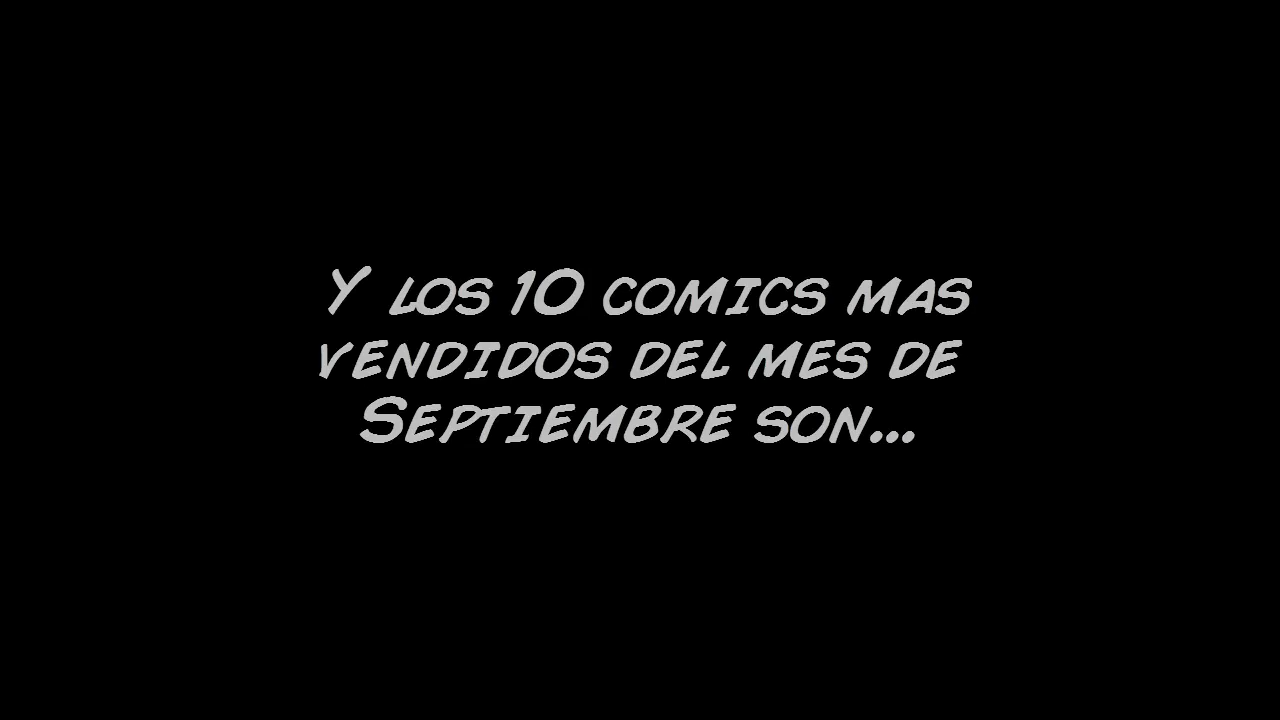 Y los 10 comics mas
vendidos del mes de
Septiembre son...